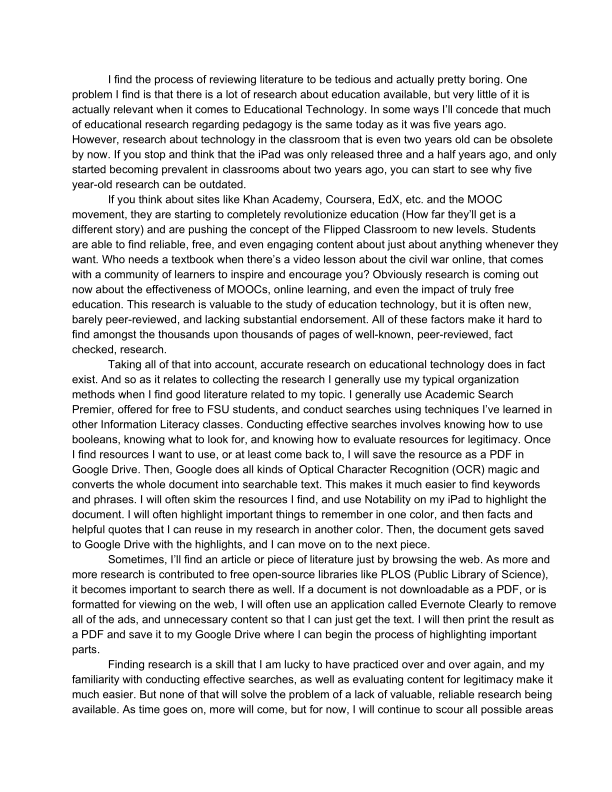 I find the process of reviewing literature to be tedious and actually pretty boring. One
problem I find is that there is a lot of research about education available, but very little of it is
actually relevant when it comes to Educational Technology. In some ways I'll concede that much
of educational research regarding pedagogy is the same today as it was five years ago.
However, research about technology in the classroom that is even two years old can be obsolete
by now. If you stop and think that the iPad was only released three and a half years ago, and only
started becoming prevalent in classrooms about two years ago, you can start to see why five
year-old research can be outdated.
If you think about sites like Khan Academy, Coursera, EdX, etc. and the MOOC
movement, they are starting to completely revolutionize education (How far they'll get is a
different story) and are pushing the concept of the Flipped Classroom to new levels. Students
are able to find reliable, free, and even engaging content about just about anything whenever they
want. Who needs a textbook when there's a video lesson about the civil war online, that comes
with a community of learners to inspire and encourage you? Obviously research is coming out
now about the effectiveness of MOOCs, online learning, and even the impact of truly free
education. This research is valuable to the study of education technology, but it is often new,
barely peer-reviewed, and lacking substantial endorsement. All of these factors make it hard to
find amongst the thousands upon thousands of pages of well-known, peer-reviewed, fact
checked, research.
Taking all of that into account, accurate research on educational technology does in fact
exist. And so as it relates to collecting the research I generally use my typical organization
methods when I find good literature related to my topic. I generally use Academic Search
Premier, offered for free to FSU students, and conduct searches using techniques I've learned in
other Information Literacy classes. Conducting effective searches involves knowing how to use
booleans, knowing what to look for, and knowing how to evaluate resources for legitimacy. Once
I find resources I want to use, or at least come back to, I will save the resource as a PDF in
Google Drive. Then, Google does all kinds of Optical Character Recognition (OCR) magic and
converts the whole document into searchable text. This makes it much easier to find keywords
and phrases. I will often skim the resources I find, and use Notability on my iPad to highlight the
document. I will often highlight important things to remember in one color, and then facts and
helpful quotes that I can reuse in my research in another color. Then, the document gets saved
to Google Drive with the highlights, and I can move on to the next piece.
Sometimes, I'll find an article or piece of literature just by browsing the web. As more and
more research is contributed to free open-source libraries like PLOS (Public Library of Science),
it becomes important to search there as well. If a document is not downloadable as a PDF, or is
formatted for viewing on the web, I will often use an application called Evernote Clearly to remove
all of the ads, and unnecessary content so that I can just get the text. I will then print the result as
a PDF and save it to my Google Drive where I can begin the process of highlighting important
parts.
Finding research is a skill that I am lucky to have practiced over and over again, and my
familiarity with conducting effective searches, as well as evaluating content for legitimacy make it
much easier. But none of that will solve the problem of a lack of valuable, reliable research being
available. As time goes on, more will come, but for now, I will continue to scour all possible areas